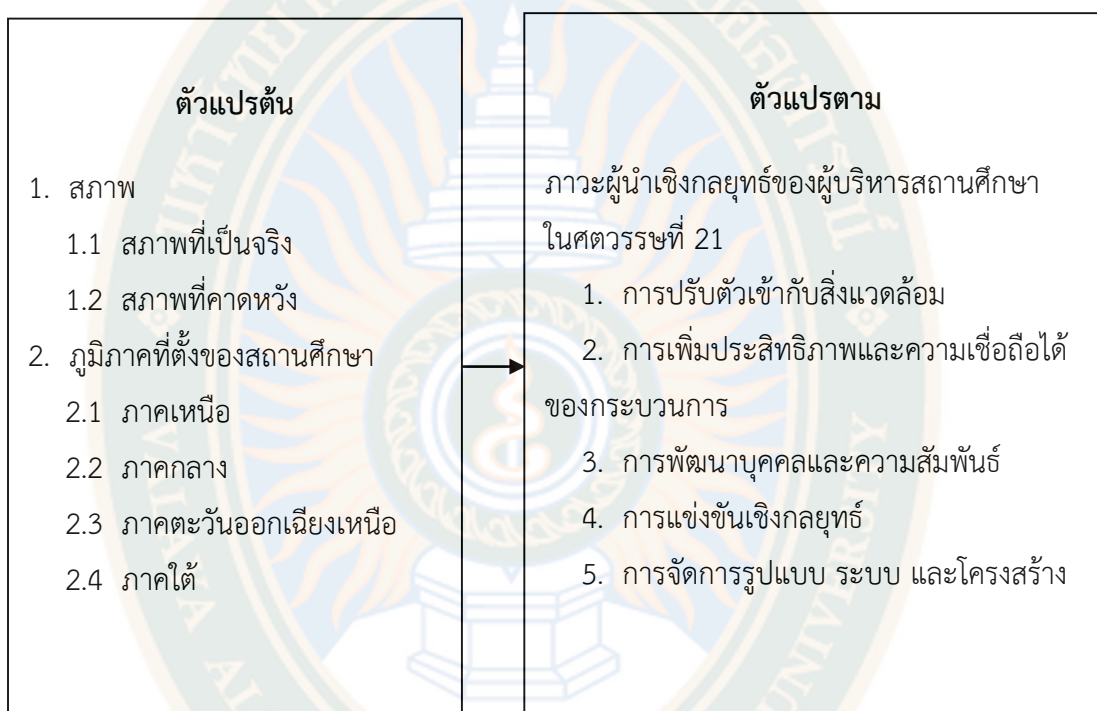 ตัวแปรต้น
1. สภาพ
1.1 สภาพที่เป็นจริง
1.2 สภาพที่คาดหวัง
2. ภูมิภาคที่ตั้งของสถานศึกษา
2.1 ภาคเหนือ
2.2 ภาคกลาง
2.3 ภาคตะวันออกเฉียงเหนือ
2.4 ภาคใต้
ตัวแปรตาม
ภาวะผู้นำเชิงกลยุทธ์ของผู้บริหารสถานศึกษา
ในศตวรรษที่ 21
1. การปรับตัวเข้ากับสิ่งแวดล้อม
2. การเพิ่มประสิทธิภาพและความเชื่อถือได้
ของกระบวนการ
3. การพัฒนาบุคคลและความสัมพันธ์
4. การแข่งขันเชิงกลยุทธ์
5. การจัดการรูปแบบ ระบบ และโครงสร้าง
UNIVERSITY